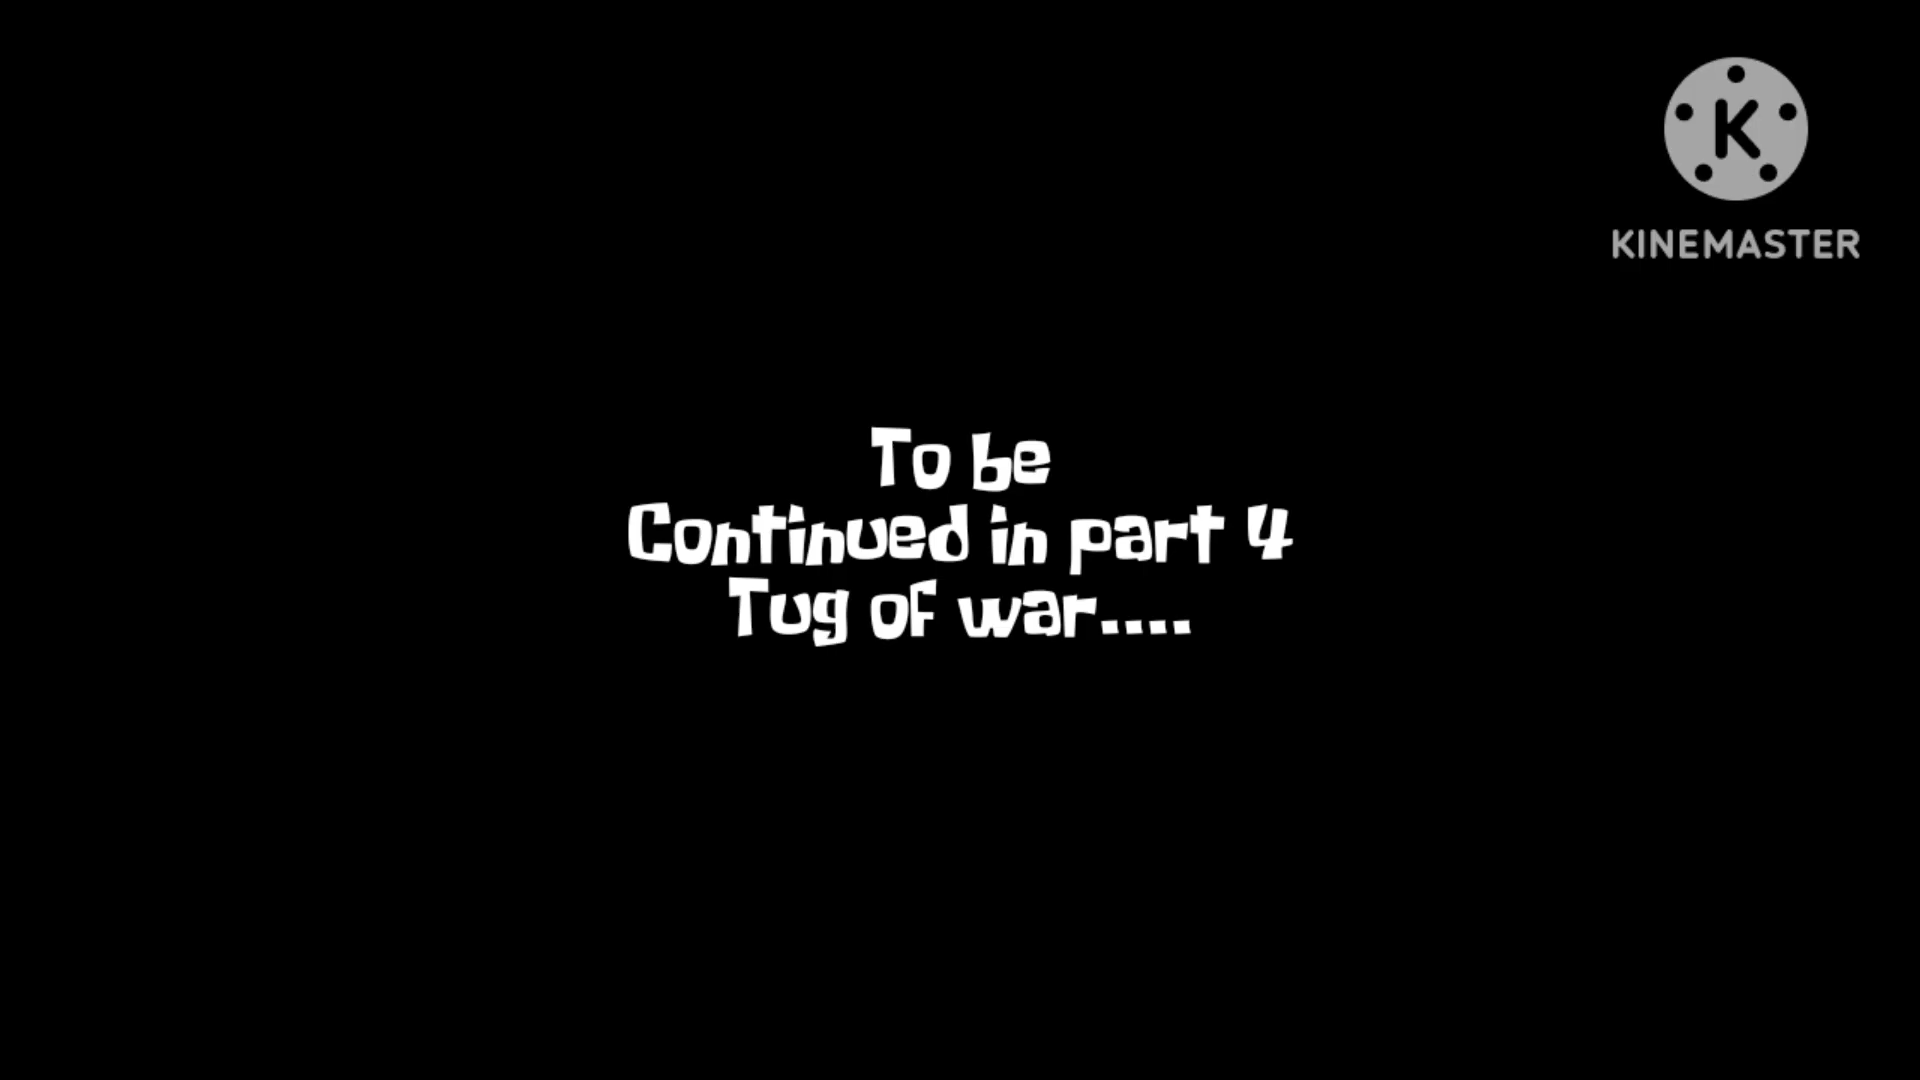 K
KINEMASTER
To be
Continued in part 4
Tug of war....